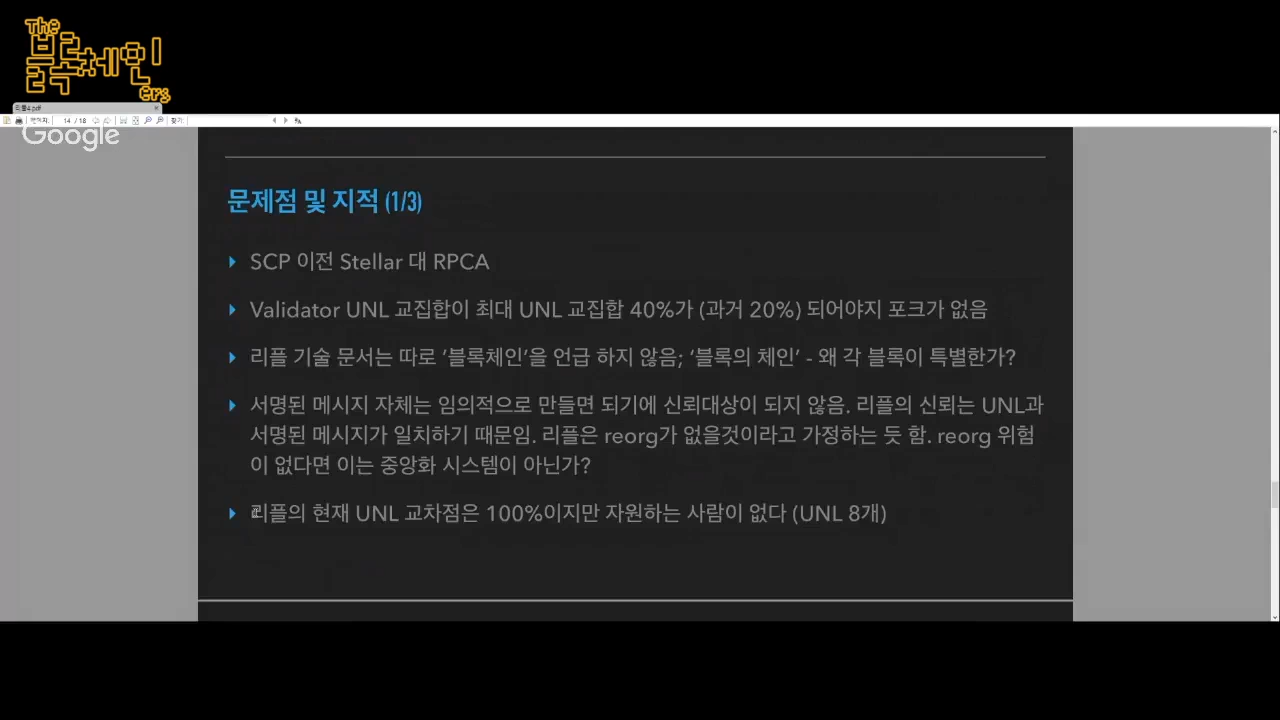 The
블록체인
ers
리플4.pdf
14 / 18
찾기:
Google
문제점 및 지적 (1/3)
SCP 이전 Stellar 대 RPCA
Validator UNL 교집합이 최대 UNL 교집합 40%가 (과거 20%) 되어야지 포크가 없음
리플 기술 문서는 따로 ‘블록체인’을 언급 하지 않음; ‘블록의 체인’ - 왜 각 블록이 특별한가?
서명된 메시지 자체는 임의적으로 만들면 되기에 신뢰대상이 되지 않음. 리플의 신뢰는 UNL과
서명된 메시지가 일치하기 때문임. 리플은 reorg가 없을것이라고 가정하는 듯 함. reorg 위험
이 없다면 이는 중앙화 시스템이 아닌가?
리플의 현재 UNL 교차점은 100%이지만 자원하는 사람이 없다 (UNL 8개)